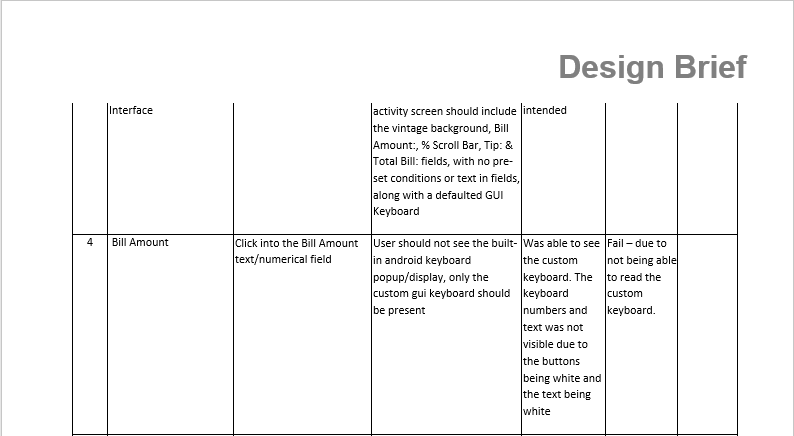 Design Brief
Interface
activity screen should include
the vintage background, Bill
Amount:, % Scroll Bar, Tip: &
Total Bill: fields, with no pre-
set conditions or text in fields,
along with a defaulted GUI
Keyboard
intended
4
Bill Amount
Click into the Bill Amount
text/numerical field
User should not see the built-
in android keyboard
popup/display, only the
custom gui keyboard should
be present
Was able to see
the custom
keyboard. The
keyboard
numbers and
text was not
visible due to
the buttons
being white and
the text being
white
Fail – due to
not being able
to read the
custom
keyboard.